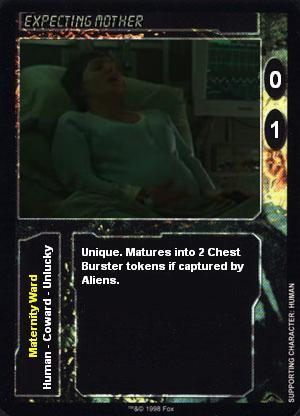 EXPECTING MOTHER
0
1
Maternity Ward
Human - Coward - Unlucky
Unique. Matures into 2 Chest
Burster tokens if captured by
Aliens.
SUPPORTING CHARACTER: HUMAN
™&© 1998 Fox